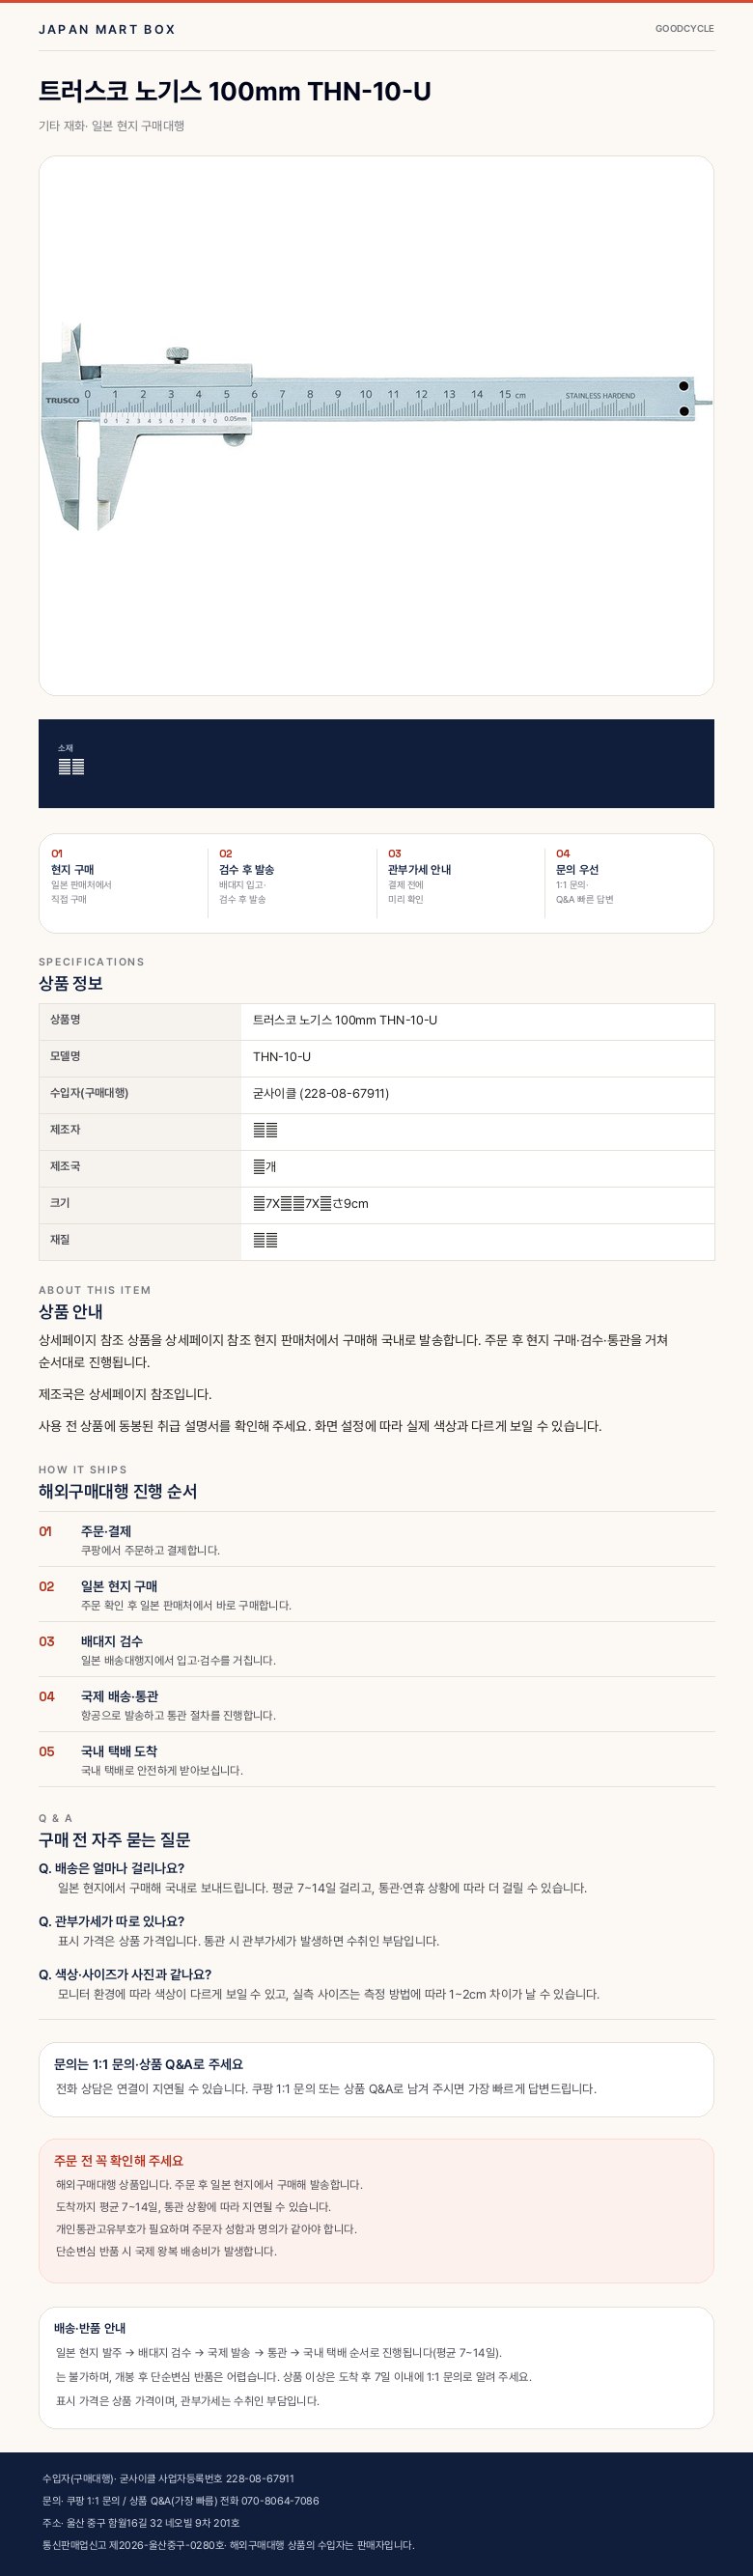 JAPAN MART BOX
GOODCYCLE
트러스코 노기스 100mm THN-10-U
기타 재화· 일본 현지 구매대행
TRUSCO
0 1 2 3 4 5 6 7 8 9 10 11 12 13 14 15 cm
STAINLESS HARDEND
0 1 2 3 4 5 6 7 8 9 0 0.05mm
소재
01
현지 구매
일본 판매처에서
직접 구매
02
검수 후 발송
배대지 입고·
검수 후 발송
03
관부가세 안내
결제 전에
미리 확인
04
문의 우선
1:1 문의·
Q&A 빠른 답변
SPECIFICATIONS
상품 정보
상품명 트러스코 노기스 100mm THN-10-U
모델명 THN-10-U
수입자(구매대행) 굳사이클 (228-08-67911)
제조자
제조국 개
크기 7X 7X 9cm
재질
ABOUT THIS ITEM
상품 안내
상세페이지 참조 상품을 상세페이지 참조 현지 판매처에서 구매해 국내로 발송합니다. 주문 후 현지 구매·검수·통관을 거쳐
순서대로 진행됩니다.
제조국은 상세페이지 참조입니다.
사용 전 상품에 동봉된 취급 설명서를 확인해 주세요. 화면 설정에 따라 실제 색상과 다르게 보일 수 있습니다.
HOW IT SHIPS
해외구매대행 진행 순서
01 주문·결제
쿠팡에서 주문하고 결제합니다.
02 일본 현지 구매
주문 확인 후 일본 판매처에서 바로 구매합니다.
03 배대지 검수
일본 배송대행지에서 입고·검수를 거칩니다.
04 국제 배송·통관
항공으로 발송하고 통관 절차를 진행합니다.
05 국내 택배 도착
국내 택배로 안전하게 받아보십니다.
Q & A
구매 전 자주 묻는 질문
Q. 배송은 얼마나 걸리나요?
일본 현지에서 구매해 국내로 보내드립니다. 평균 7~14일 걸리고, 통관·연휴 상황에 따라 더 걸릴 수 있습니다.
Q. 관부가세가 따로 있나요?
표시 가격은 상품 가격입니다. 통관 시 관부가세가 발생하면 수취인 부담입니다.
Q. 색상·사이즈가 사진과 같나요?
모니터 환경에 따라 색상이 다르게 보일 수 있고, 실측 사이즈는 측정 방법에 따라 1~2cm 차이가 날 수 있습니다.
문의는 1:1 문의·상품 Q&A로 주세요
전화 상담은 연결이 지연될 수 있습니다. 쿠팡 1:1 문의 또는 상품 Q&A로 남겨 주시면 가장 빠르게 답변드립니다.
주문 전 꼭 확인해 주세요
해외구매대행 상품입니다. 주문 후 일본 현지에서 구매해 발송합니다.
도착까지 평균 7~14일, 통관 상황에 따라 지연될 수 있습니다.
개인통관고유부호가 필요하며 주문자 성함과 명의가 같아야 합니다.
단순변심 반품 시 국제 왕복 배송비가 발생합니다.
배송·반품 안내
일본 현지 발주 → 배대지 검수 → 국제 발송 → 통관 → 국내 택배 순서로 진행됩니다(평균 7~14일).
는 불가하며, 개봉 후 단순변심 반품은 어렵습니다. 상품 이상은 도착 후 7일 이내에 1:1 문의로 알려 주세요.
표시 가격은 상품 가격이며, 관부가세는 수취인 부담입니다.
수입자(구매대행)· 굳사이클 사업자등록번호 228-08-67911
문의· 쿠팡 1:1 문의 / 상품 Q&A(가장 빠름) 전화 070-8064-7086
주소· 울산 중구 함월16길 32 네오빌 9차 201호
통신판매업신고 제2026-울산중구-0280호· 해외구매대행 상품의 수입자는 판매자입니다.